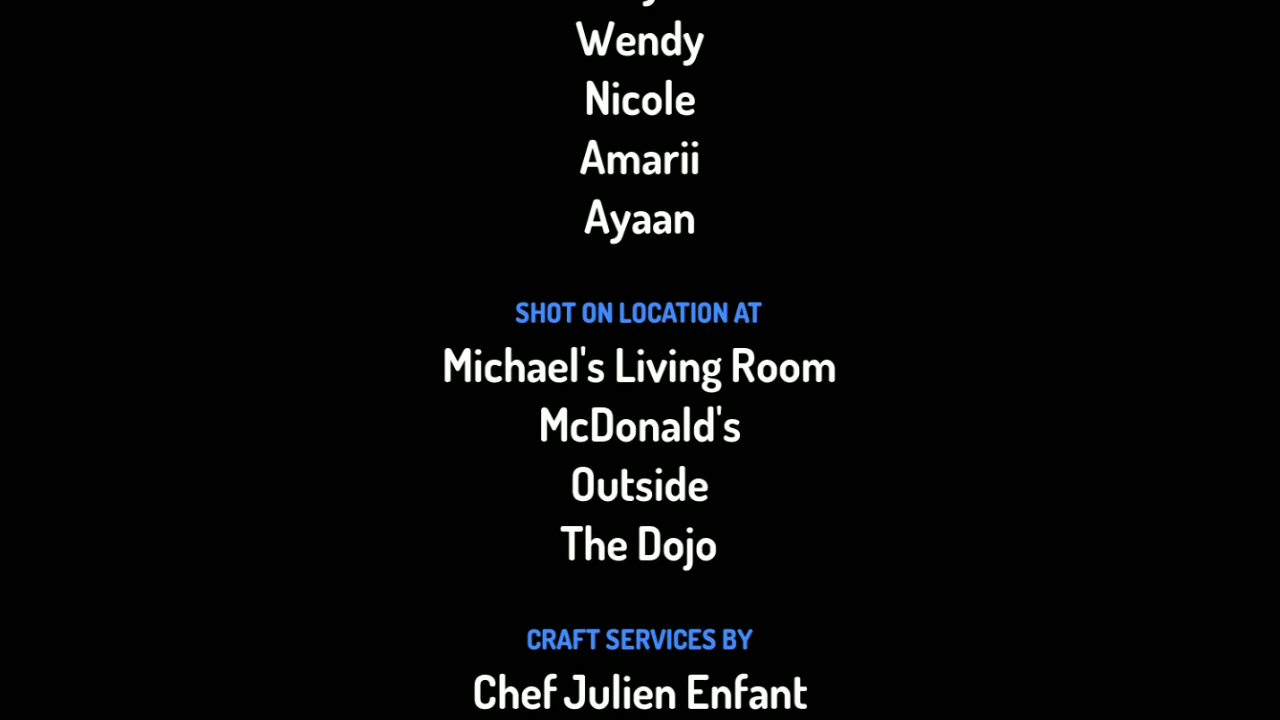 Wendy
Nicole
Amarii
Ayaan
SHOT ON LOCATION AT
Michael's Living Room
McDonald's
Outside
The Dojo
CRAFT SERVICES BY
Chef Julien Enfant